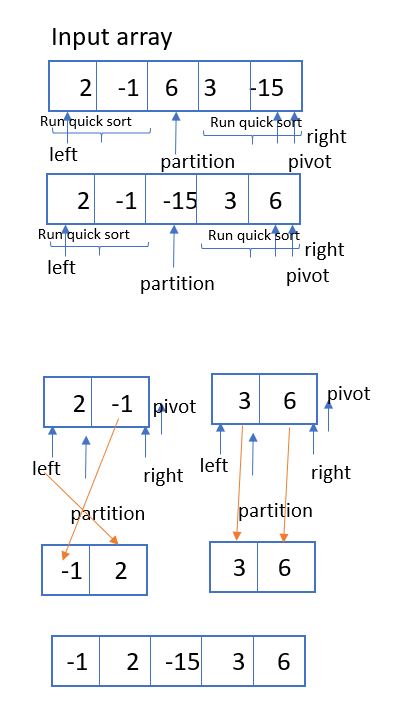 Input array
2 -1 6 3 -15
Run quick sort Run quick sort
left partition pivot right
2 -1 -15 3 6
Run quick sort Run quick sort
left partition pivot right
2 -1 pivot 3 6 pivot
left right left right
partition partition
-1 2 3 6
-1 2 -15 3 6